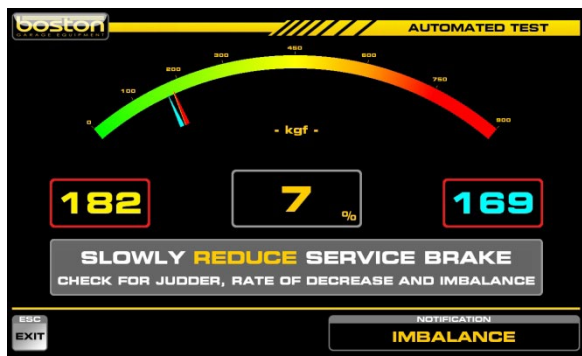 boston
GARAGE EQUIPMENT
AUTOMATED TEST
0
100
200
300
450
600
750
900
- kgf -
182
7 %
169
SLOWLY REDUCE SERVICE BRAKE
CHECK FOR JUDDER, RATE OF DECREASE AND IMBALANCE
ESC
EXIT
NOTIFICATION
IMBALANCE